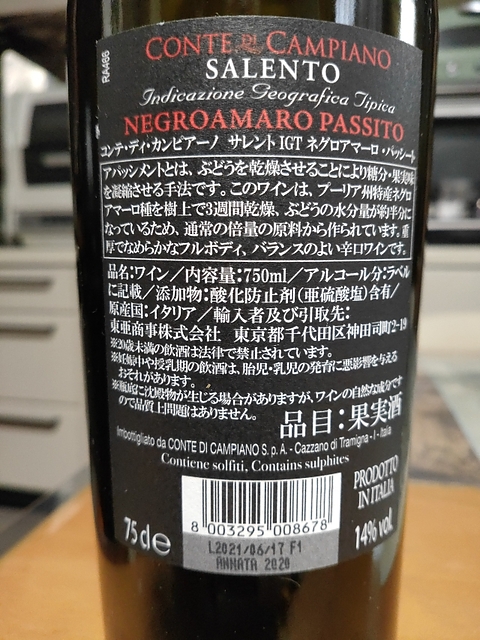 RA466
CONTE DI CAMPIANO
SALENTO
Indicazione Geografica Tipica
NEGROAMARO PASSITO
コンテ・ディ・カンピアーノ サレント IGT ネグロアマーロ・パッシート
アパッシメントとは、ぶどうを乾燥させることにより糖分・果実味
を凝縮させる手法です。このワインは、プーリア州特産ネグロ
アマーロ種を樹上で3週間乾燥、ぶどうの水分量が約半分に
なっているため、通常の倍量の原料から作られています。重
厚でなめらかなフルボディ、バランスのよい辛口ワインです。
品名:ワイン/内容量:750ml/アルコール分:ラベル
に記載/添加物:酸化防止剤(亜硫酸塩)含有/
原産国:イタリア/輸入者及び引取先:
東亜商事株式会社 東京都千代田区神田司町2-19
※20歳未満の飲酒は法律で禁止されています。
※妊娠中や授乳期の飲酒は、胎児・乳児の発育に悪影響を与える
おそれがあります。
※瓶底に沈殿物が生じる場合がありますが、ワインの自然な成分です
ので品質上問題はありません。
品目:果実酒
Imbottigliato da CONTE DI CAMPIANO S.p.A. - Cazzano di Tramigna - I - Italia
Contiene solfiti, Contains sulphites
PRODOTTO
IN ITALIA
8 003295 008678
75 cl e
14% vol.
L2021/06/17 F1
ANNATA 2020